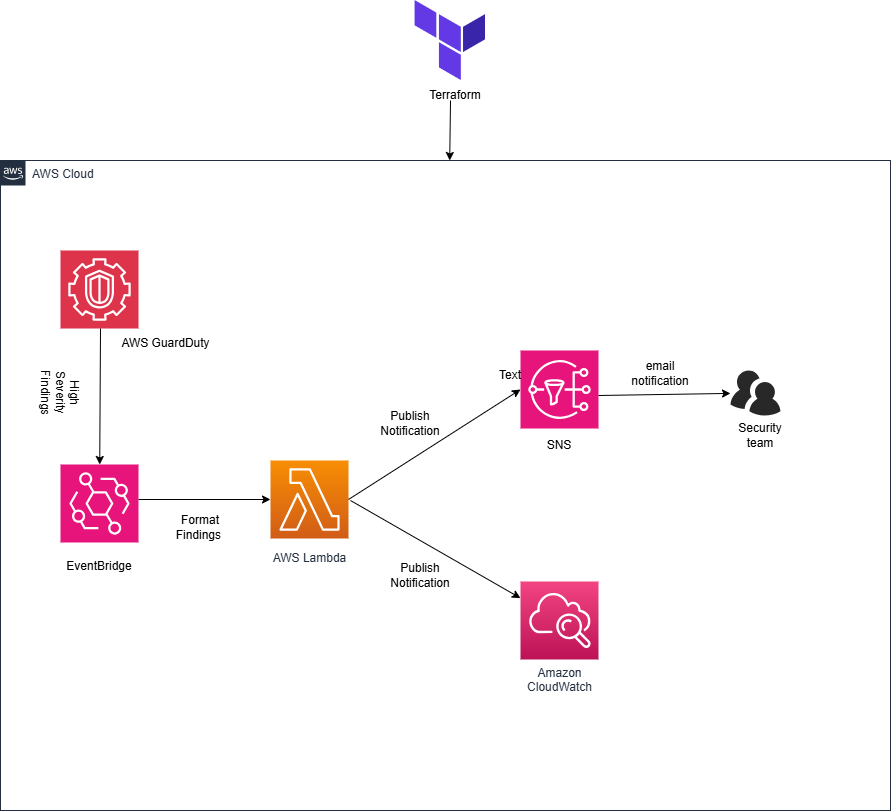 Terraform
aws
AWS Cloud
AWS GuardDuty
High
Severity
Findings
Text
email
notification
Publish
Notification
SNS
Security
team
Format
Findings
EventBridge
AWS Lambda
Publish
Notification
Amazon
CloudWatch